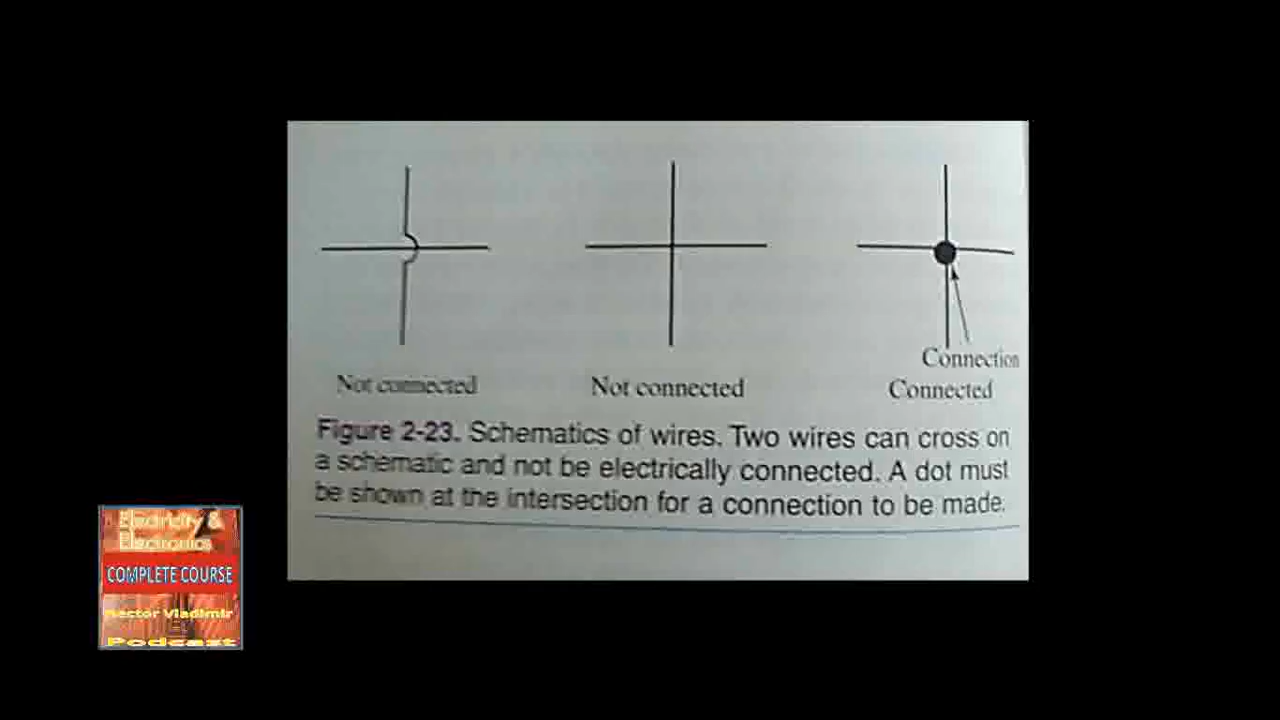 Connection
Not connected
Not connected
Connected
Figure 2-23. Schematics of wires. Two wires can cross on
a schematic and not be electrically connected. A dot must
be shown at the intersection for a connection to be made.
Electricity &
Electronics
COMPLETE COURSE
Hector Vladimir
Podcast